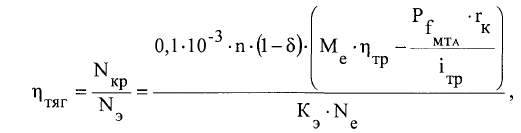 η_тяг = N_кр / N_э = 0,1·10^-3 · n · (1–δ) · (M_e · η_тр – P_f_мтл · r_к / i_тр) / K_э · N_e ,